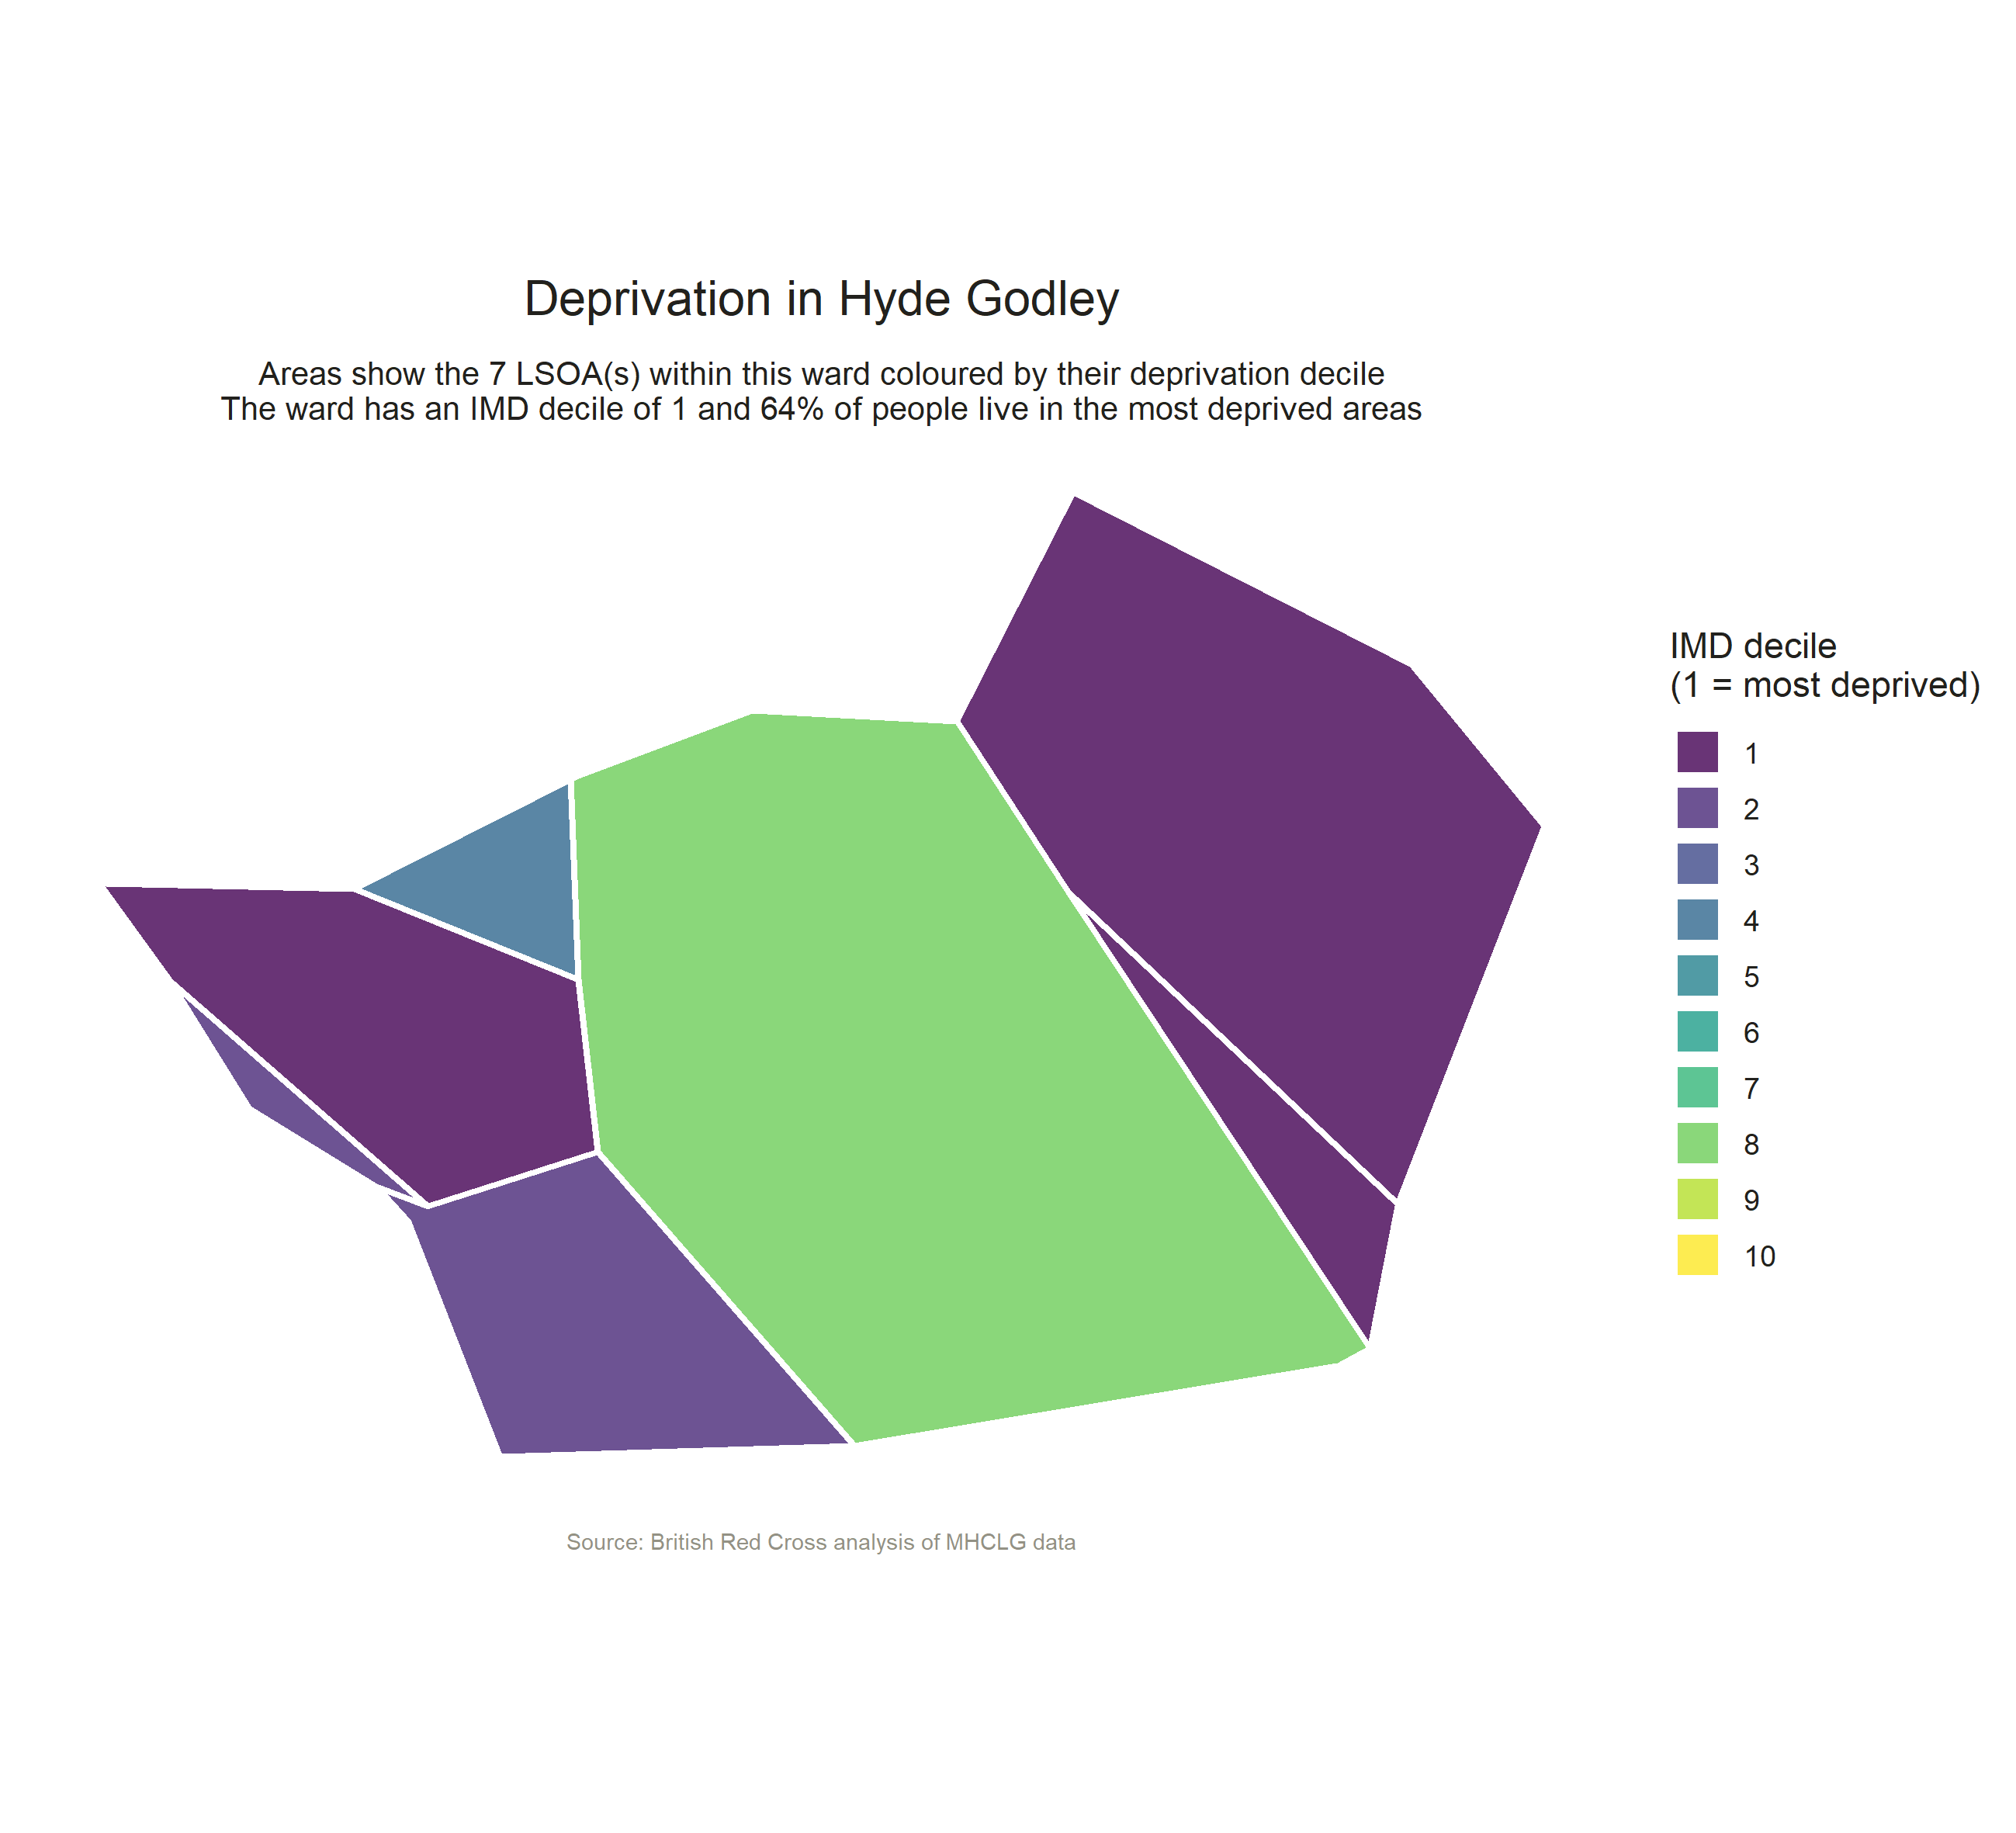 Deprivation in Hyde Godley
Areas show the 7 LSOA(s) within this ward coloured by their deprivation decile
The ward has an IMD decile of 1 and 64% of people live in the most deprived areas
IMD decile
(1 = most deprived)
1
2
3
4
5
6
7
8
9
10
Source: British Red Cross analysis of MHCLG data